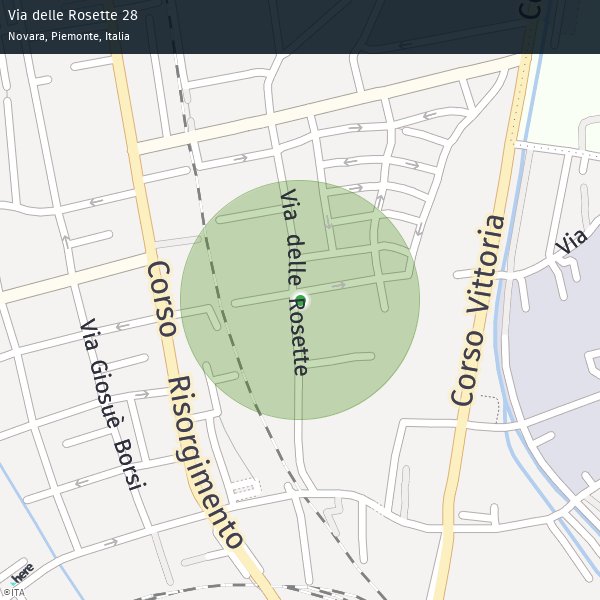 Via delle Rosette 28
Novara, Piemonte, Italia
Via delle Rosette
Corso Risorgimento
Corso Vittoria
Via
Via Giosuè Borsi
here
©ITA